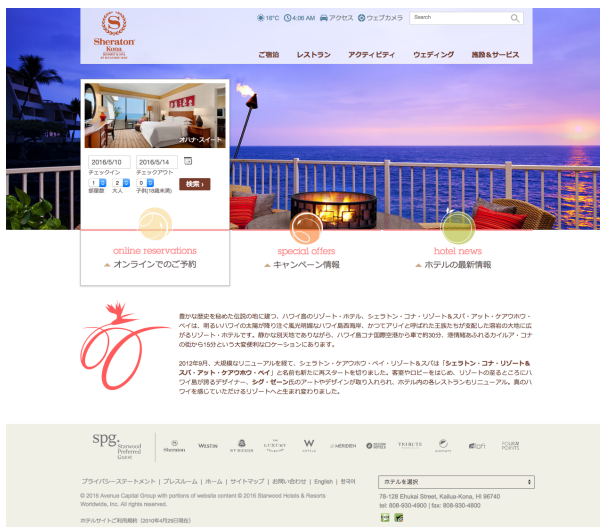 18°C 4:06 AM アクセス ウェブカメラ Search
Sheraton
Kona
RESORT & SPA
ご宿泊 レストラン アクティビティ ウェディング 施設&サービス
オハナ・スイート
2016/5/10 2016/5/14
チェックイン チェックアウト
1 2 0 検索 ›
部屋数 大人 子供(18歳未満)
online reservations special offers hotel news
オンラインでのご予約 キャンペーン情報 ホテルの最新情報
豊かな歴史を秘めた伝説の地に建つ、ハワイ島のリゾート・ホテル、シェラトン・コナ・リゾート&スパ・アット・ケアウホウ・
ベイは、明るいハワイの太陽が降り注ぐ風光明媚なハワイ島西海岸、かつてアリイと呼ばれた王族たちが支配した溶岩の大地に広
がるリゾート・ホテルです。静かな別天地でありながら、ハワイ島コナ国際空港から車で約30分、港情緒あふれるカイルア・コナ
の街から15分という大変便利なロケーションにあります。
2012年9月、大規模なリニューアルを経て、シェラトン・ケアウホウ・ベイ・リゾート&スパは「シェラトン・コナ・リゾート&
スパ・アット・ケアウホウ・ベイ」と名前も新たに再スタートを切りました。客室やロビーをはじめ、リゾートの至るところにハ
ワイ島が誇るデザイナー、シグ・ゼーン氏のアートやデザインが取り入れられ、ホテル内の各レストランもリニューアル。真のハ
ワイを感じていただけるリゾートへと生まれ変わりました。
spg. Starwood
Preferred
Guest
Sheraton WESTIN ST REGIS THE LUXURY COLLECTION W HOTELS LE MERIDIEN TRIBUTE element aloft FOUR POINTS
プライバシーステートメント | プレスルーム | ホーム | サイトマップ | お問い合わせ | English | 한국어
ホテルを選択
© 2016 Avenue Capital Group with portions of website content © 2016 Starwood Hotels & Resorts
Worldwide, Inc. All rights reserved.
78-128 Ehukai Street, Kailua-Kona, HI 96740
tel: 808-930-4900 | fax: 808-930-4800
ホテルサイトご利用規約（2010年4月29日現在）